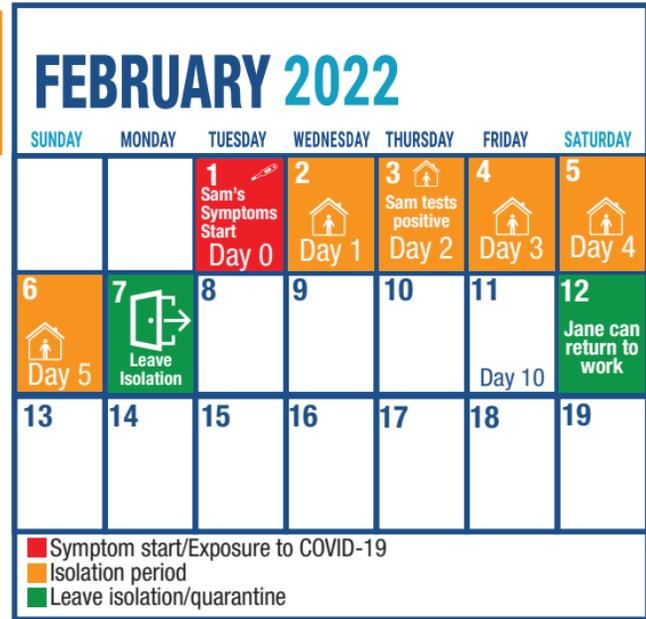 FEBRUARY 2022
SUNDAY MONDAY TUESDAY WEDNESDAY THURSDAY FRIDAY SATURDAY
1
Sam's
Symptoms
Start
Day 0
2
Day 1
3
Sam tests
positive
Day 2
4
Day 3
5
Day 4
6
Day 5
7
Leave
Isolation
8
9
10
11
Day 10
12
Jane can
return to
work
13
14
15
16
17
18
19
Symptom start/Exposure to COVID-19
Isolation period
Leave isolation/quarantine